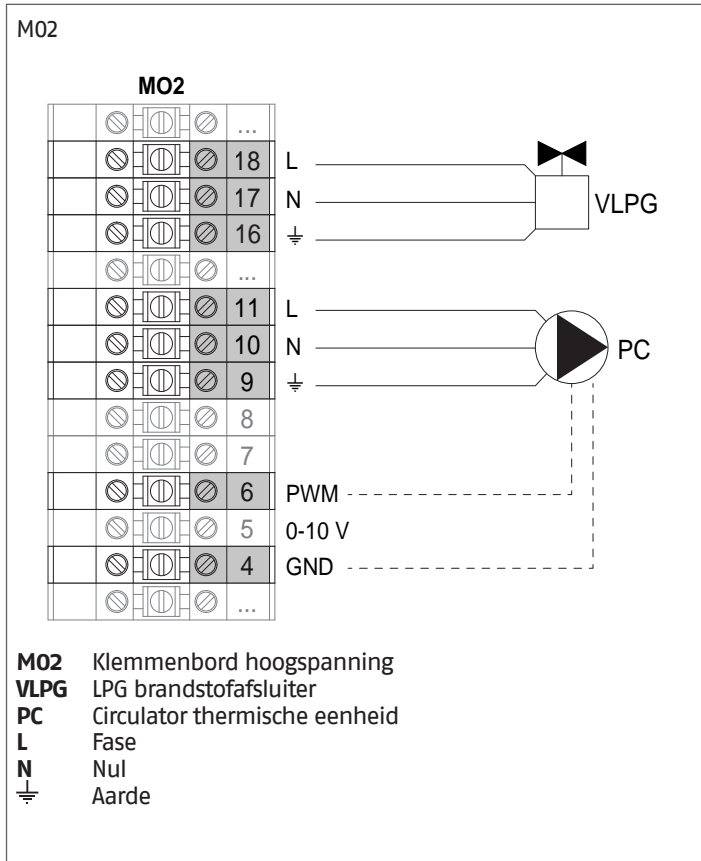 M02
MO2
...
18 L
17 N VLPG
16 ⏚
...
11 L
10 N PC
9 ⏚
8
7
6 PWM
5 0-10 V
4 GND
...
M02 Klemmenbord hoogspanning
VLPG LPG brandstofafsluiter
PC Circulator thermische eenheid
L Fase
N Nul
⏚ Aarde